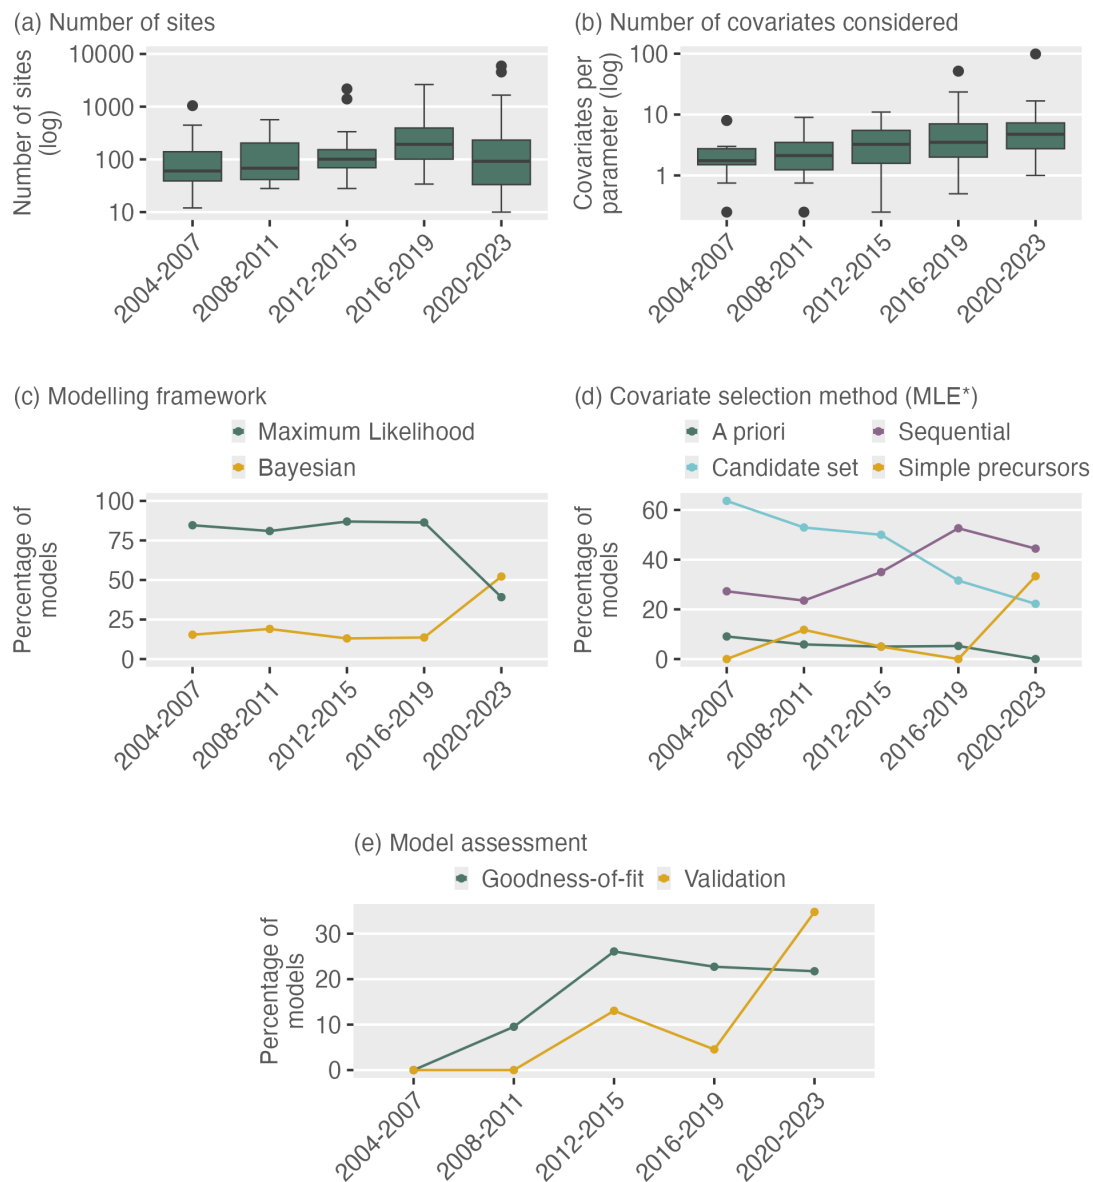 (a) Number of sites
Number of sites
(log)
10000
1000
100
10
2004-2007
2008-2011
2012-2015
2016-2019
2020-2023
(b) Number of covariates considered
Covariates per
parameter (log)
100
10
1
2004-2007
2008-2011
2012-2015
2016-2019
2020-2023
(c) Modelling framework
Maximum Likelihood
Bayesian
Percentage of
models
100
75
50
25
0
2004-2007
2008-2011
2012-2015
2016-2019
2020-2023
(d) Covariate selection method (MLE*)
A priori
Sequential
Candidate set
Simple precursors
Percentage of
models
60
40
20
0
2004-2007
2008-2011
2012-2015
2016-2019
2020-2023
(e) Model assessment
Goodness-of-fit
Validation
Percentage of
models
30
20
10
0
2004-2007
2008-2011
2012-2015
2016-2019
2020-2023